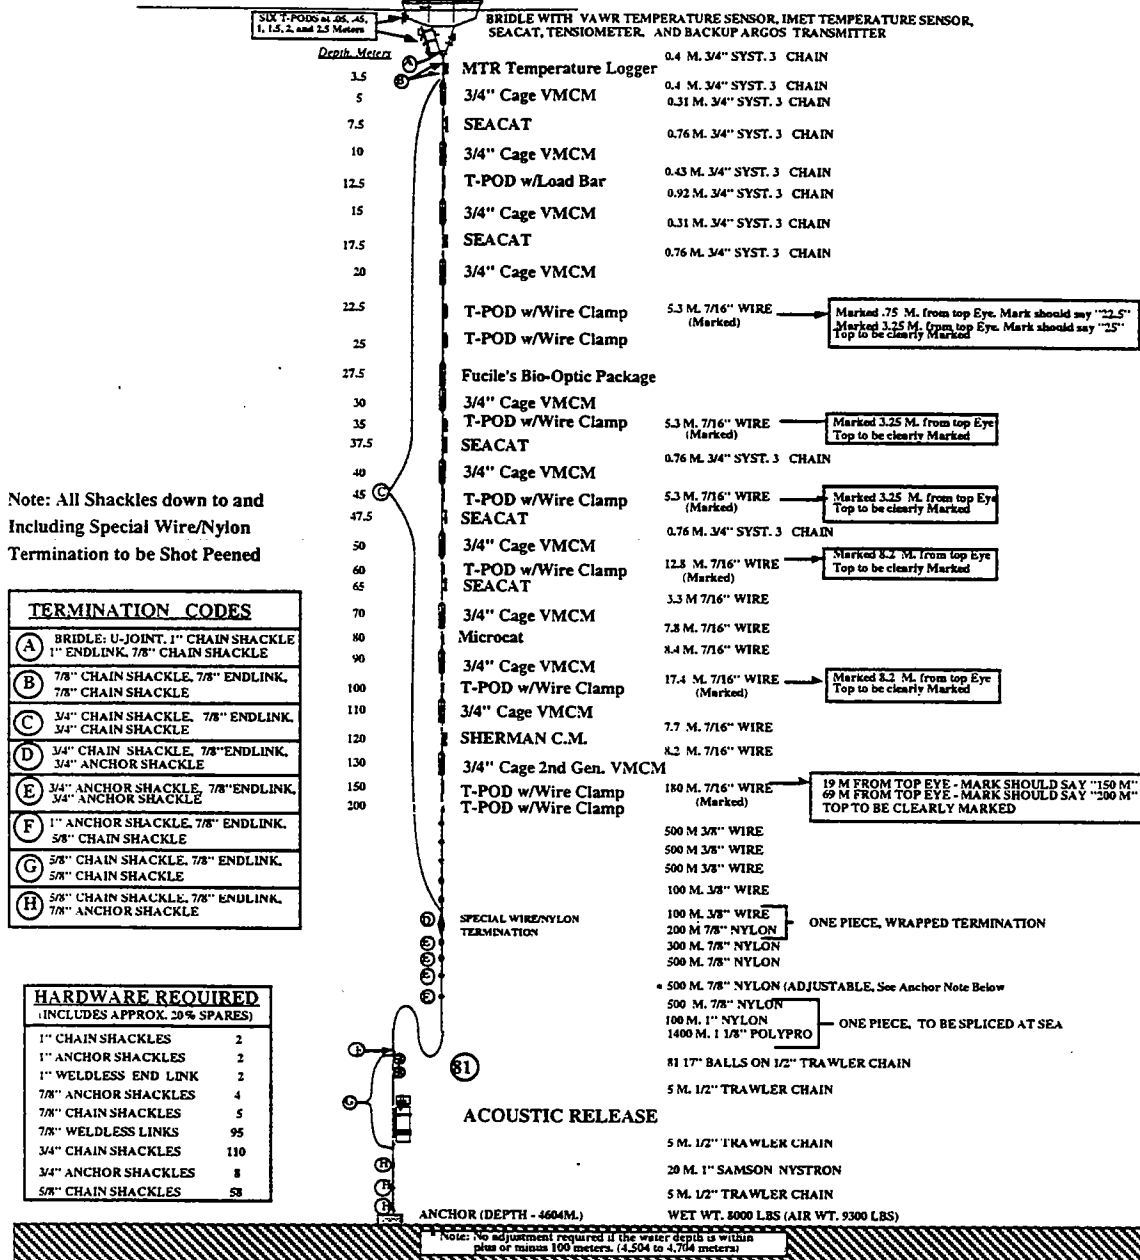 SIX T-PODS at .05, .45,
1, 1.5, 2, and 2.5 Meters
BRIDLE WITH VAWR TEMPERATURE SENSOR, IMET TEMPERATURE SENSOR,
SEACAT, TENSIOMETER, AND BACKUP ARGOS TRANSMITTER
Depth, Meters
0.4 M. 3/4" SYST. 3 CHAIN
A
3.5 B MTR Temperature Logger
0.4 M. 3/4" SYST. 3 CHAIN
5 3/4" Cage VMCM
0.31 M. 3/4" SYST. 3 CHAIN
7.5 SEACAT
0.76 M. 3/4" SYST. 3 CHAIN
10 3/4" Cage VMCM
0.43 M. 3/4" SYST. 3 CHAIN
12.5 T-POD w/Load Bar
0.92 M. 3/4" SYST. 3 CHAIN
15 3/4" Cage VMCM
0.31 M. 3/4" SYST. 3 CHAIN
17.5 SEACAT
0.76 M. 3/4" SYST. 3 CHAIN
20 3/4" Cage VMCM
22.5 T-POD w/Wire Clamp 5.3 M. 7/16" WIRE
(Marked)
Marked .75 M. from top Eye. Mark should say "22.5"
Marked 3.25 M. from top Eye. Mark should say "25"
Top to be clearly Marked
25 T-POD w/Wire Clamp
27.5 Fucile's Bio-Optic Package
30 3/4" Cage VMCM
35 T-POD w/Wire Clamp 5.3 M. 7/16" WIRE
(Marked)
Marked 3.25 M. from top Eye
Top to be clearly Marked
37.5 SEACAT
0.76 M. 3/4" SYST. 3 CHAIN
40 3/4" Cage VMCM
45 C T-POD w/Wire Clamp 5.3 M. 7/16" WIRE
(Marked)
Marked 3.25 M. from top Eye
Top to be clearly Marked
47.5 SEACAT
0.76 M. 3/4" SYST. 3 CHAIN
50 3/4" Cage VMCM
60 T-POD w/Wire Clamp 12.8 M. 7/16" WIRE
(Marked)
Marked 8.2 M. from top Eye
Top to be clearly Marked
65 SEACAT
3.3 M 7/16" WIRE
70 3/4" Cage VMCM
7.8 M. 7/16" WIRE
80 Microcat
8.4 M. 7/16" WIRE
90 3/4" Cage VMCM
100 T-POD w/Wire Clamp 17.4 M. 7/16" WIRE
(Marked)
Marked 8.2 M. from top Eye
Top to be clearly Marked
110 3/4" Cage VMCM
7.7 M. 7/16" WIRE
120 SHERMAN C.M.
8.2 M. 7/16" WIRE
130 3/4" Cage 2nd Gen. VMCM
150 T-POD w/Wire Clamp 180 M. 7/16" WIRE
(Marked)
19 M FROM TOP EYE - MARK SHOULD SAY "150 M"
69 M FROM TOP EYE - MARK SHOULD SAY "200 M"
TOP TO BE CLEARLY MARKED
200 T-POD w/Wire Clamp
500 M 3/8" WIRE
500 M 3/8" WIRE
500 M 3/8" WIRE
100 M. 3/8" WIRE
D SPECIAL WIRE/NYLON
TERMINATION
100 M. 3/8" WIRE
200 M 7/8" NYLON
ONE PIECE, WRAPPED TERMINATION
E 300 M. 7/8" NYLON
E 500 M. 7/8" NYLON
E * 500 M. 7/8" NYLON (ADJUSTABLE, See Anchor Note Below
E 500 M. 7/8" NYLON
100 M. 1" NYLON
1400 M. 1 1/8" POLYPRO
ONE PIECE, TO BE SPLICED AT SEA
F
81
81 17" BALLS ON 1/2" TRAWLER CHAIN
5 M. 1/2" TRAWLER CHAIN
G
ACOUSTIC RELEASE
5 M. 1/2" TRAWLER CHAIN
H 20 M. 1" SAMSON NYSTRON
H 5 M. 1/2" TRAWLER CHAIN
H ANCHOR (DEPTH - 4604M.) WET WT. 8000 LBS (AIR WT. 9300 LBS)
* Note: No adjustment required if the water depth is within
plus or minus 100 meters. (4,504 to 4,704 meters)
Note: All Shackles down to and
Including Special Wire/Nylon
Termination to be Shot Peened
TERMINATION CODES
A BRIDLE: U-JOINT, 1" CHAIN SHACKLE
1" ENDLINK, 7/8" CHAIN SHACKLE
B 7/8" CHAIN SHACKLE, 7/8" ENDLINK,
7/8" CHAIN SHACKLE
C 3/4" CHAIN SHACKLE, 7/8" ENDLINK,
3/4" CHAIN SHACKLE
D 3/4" CHAIN SHACKLE, 7/8"ENDLINK,
3/4" ANCHOR SHACKLE
E 3/4" ANCHOR SHACKLE, 7/8"ENDLINK,
3/4" ANCHOR SHACKLE
F 1" ANCHOR SHACKLE, 7/8" ENDLINK,
5/8" CHAIN SHACKLE
G 5/8" CHAIN SHACKLE, 7/8" ENDLINK,
5/8" CHAIN SHACKLE
H 5/8" CHAIN SHACKLE, 7/8" ENDLINK,
7/8" ANCHOR SHACKLE
HARDWARE REQUIRED
(INCLUDES APPROX. 20% SPARES)
1" CHAIN SHACKLES 2
1" ANCHOR SHACKLES 2
1" WELDLESS END LINK 2
7/8" ANCHOR SHACKLES 4
7/8" CHAIN SHACKLES 5
7/8" WELDLESS LINKS 95
3/4" CHAIN SHACKLES 110
3/4" ANCHOR SHACKLES 8
5/8" CHAIN SHACKLES 58